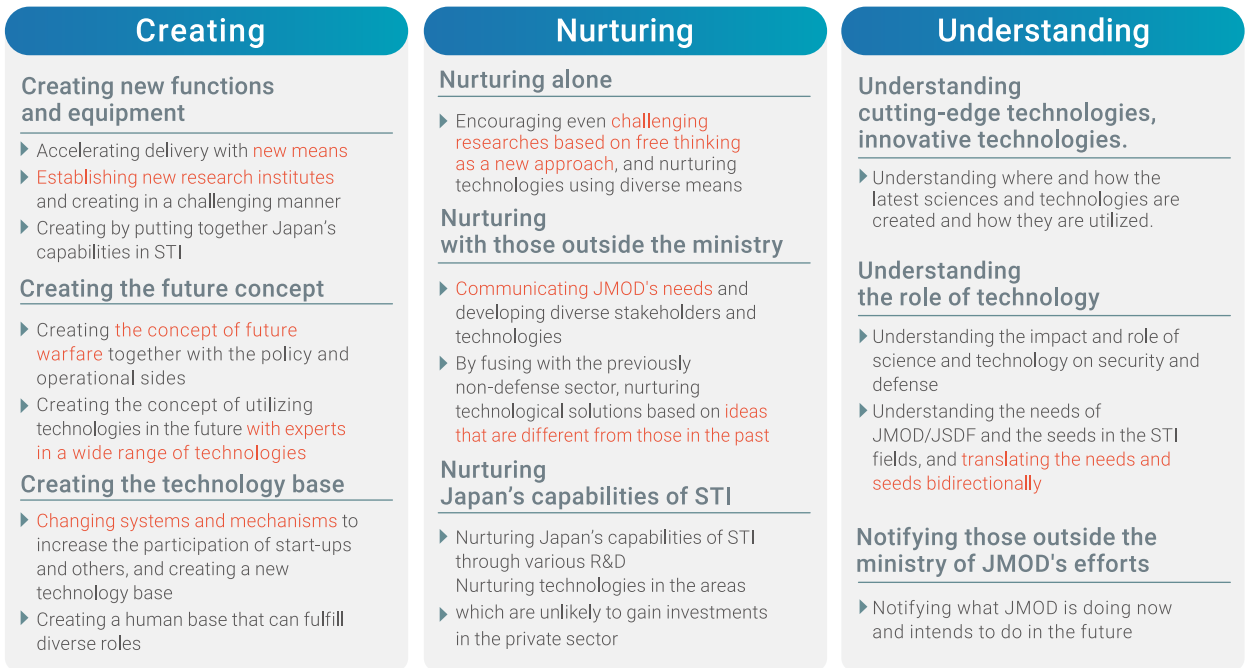 Creating
Creating new functions
and equipment
Accelerating delivery with new means
Establishing new research institutes
and creating in a challenging manner
Creating by putting together Japan's
capabilities in STI
Creating the future concept
Creating the concept of future
warfare together with the policy and
operational sides
Creating the concept of utilizing
technologies in the future with experts
in a wide range of technologies
Creating the technology base
Changing systems and mechanisms to
increase the participation of start-ups
and others, and creating a new
technology base
Creating a human base that can fulfill
diverse roles
Nurturing
Nurturing alone
Encouraging even challenging
researches based on free thinking
as a new approach, and nurturing
technologies using diverse means
Nurturing
with those outside the ministry
Communicating JMOD's needs and
developing diverse stakeholders and
technologies
By fusing with the previously
non-defense sector, nurturing
technological solutions based on ideas
that are different from those in the past
Nurturing
Japan's capabilities of STI
Nurturing Japan's capabilities of STI
through various R&D
Nurturing technologies in the areas
which are unlikely to gain investments
in the private sector
Understanding
Understanding
cutting-edge technologies,
innovative technologies.
Understanding where and how the
latest sciences and technologies are
created and how they are utilized.
Understanding
the role of technology
Understanding the impact and role of
science and technology on security and
defense
Understanding the needs of
JMOD/JSDF and the seeds in the STI
fields, and translating the needs and
seeds bidirectionally
Notifying those outside the
ministry of JMOD's efforts
Notifying what JMOD is doing now
and intends to do in the future